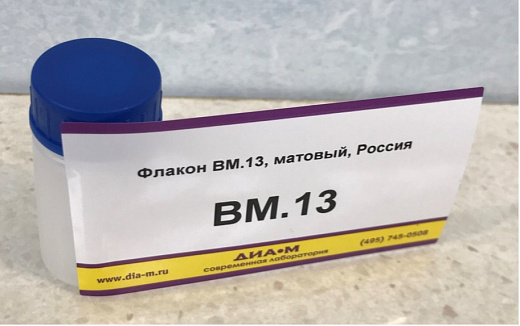 Флакон ВМ.13, матовый, Россия
ВМ.13
www.dia-m.ru
ДИА•М
современная лаборатория
(495) 745-0508